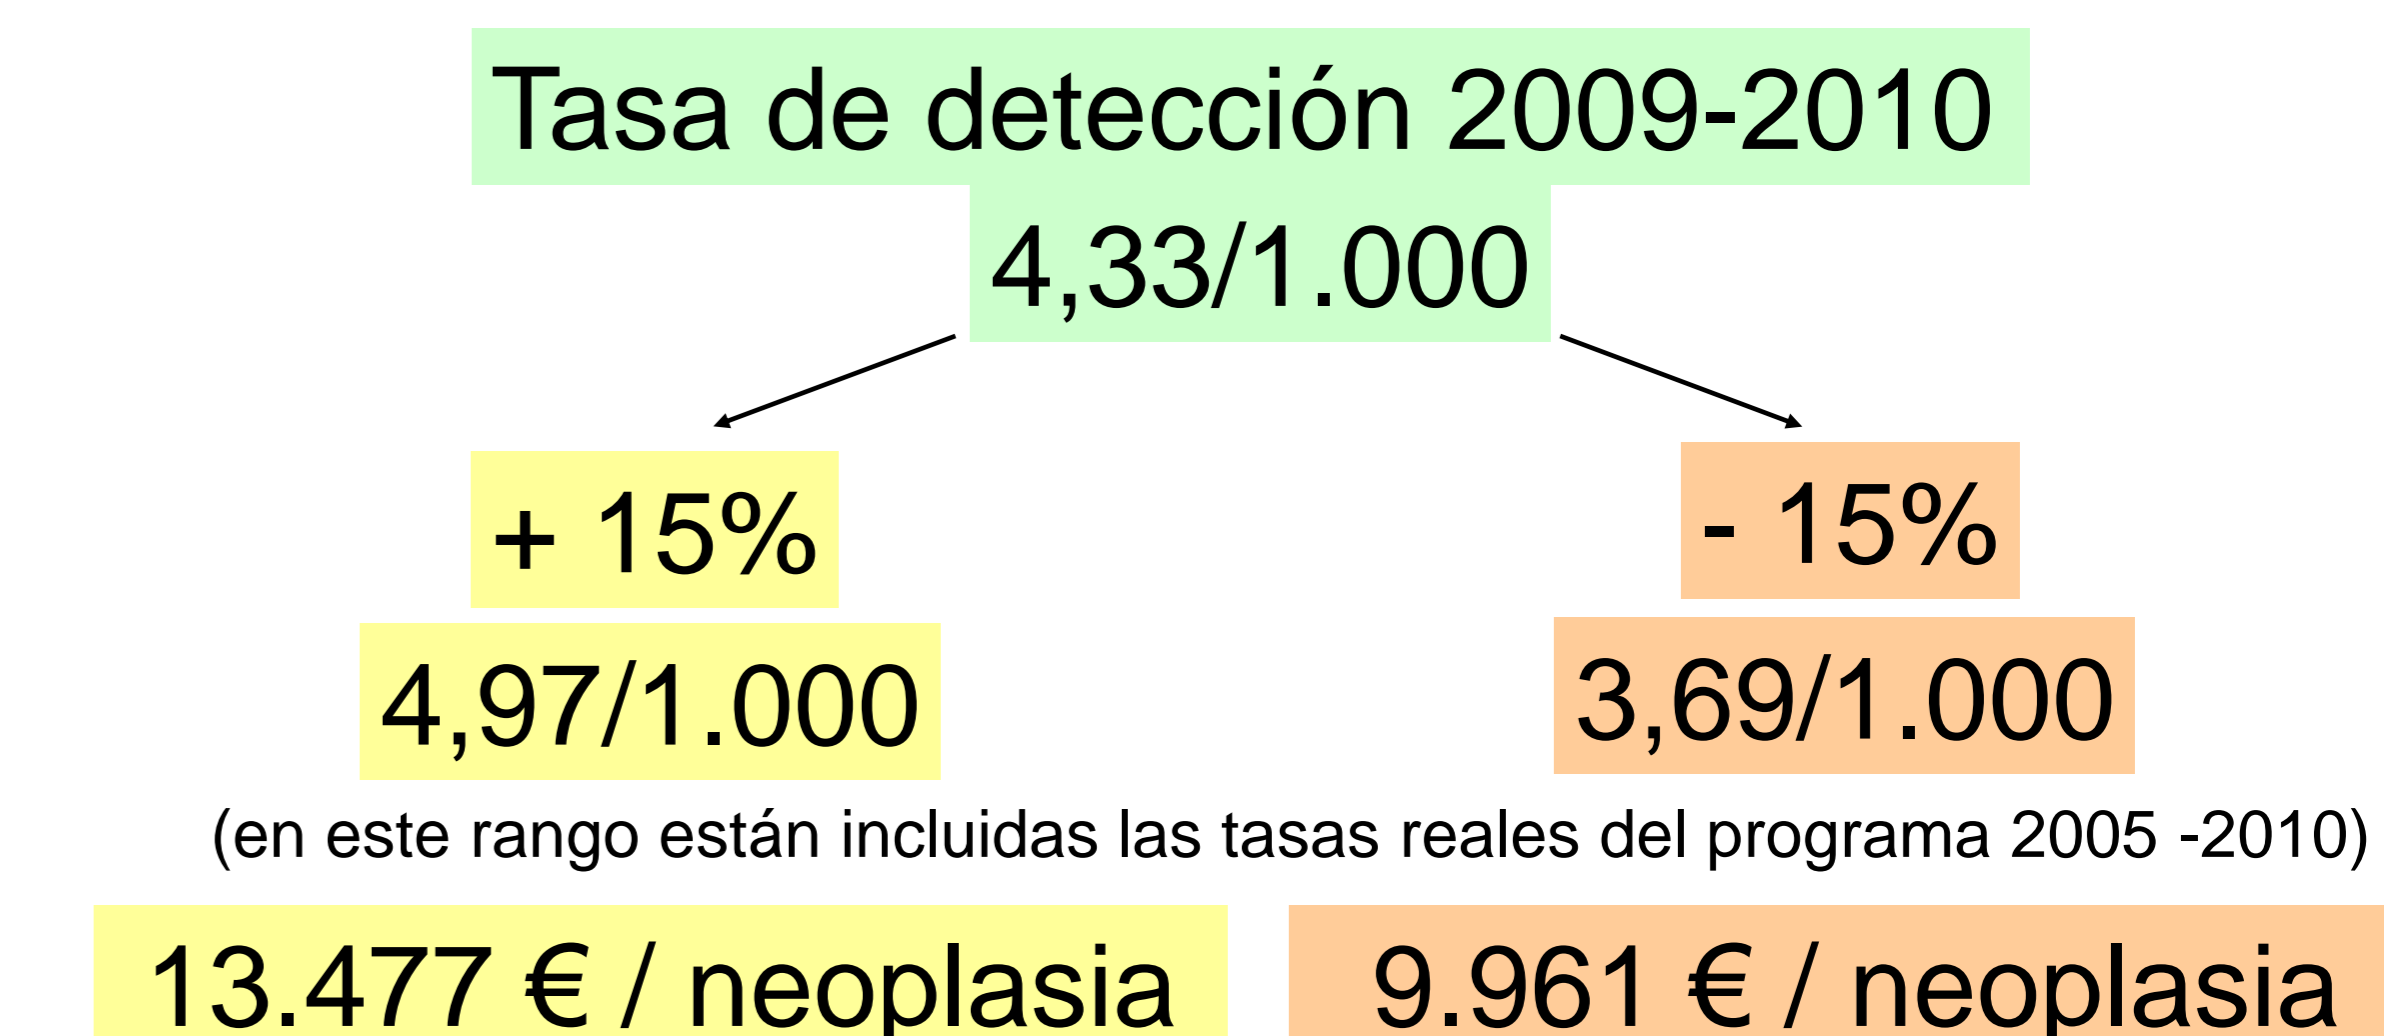 Tasa de detección 2009-2010
4,33/1.000
+ 15%
- 15%
4,97/1.000
3,69/1.000
(en este rango están incluidas las tasas reales del programa 2005 -2010)
13.477 € / neoplasia
9.961 € / neoplasia